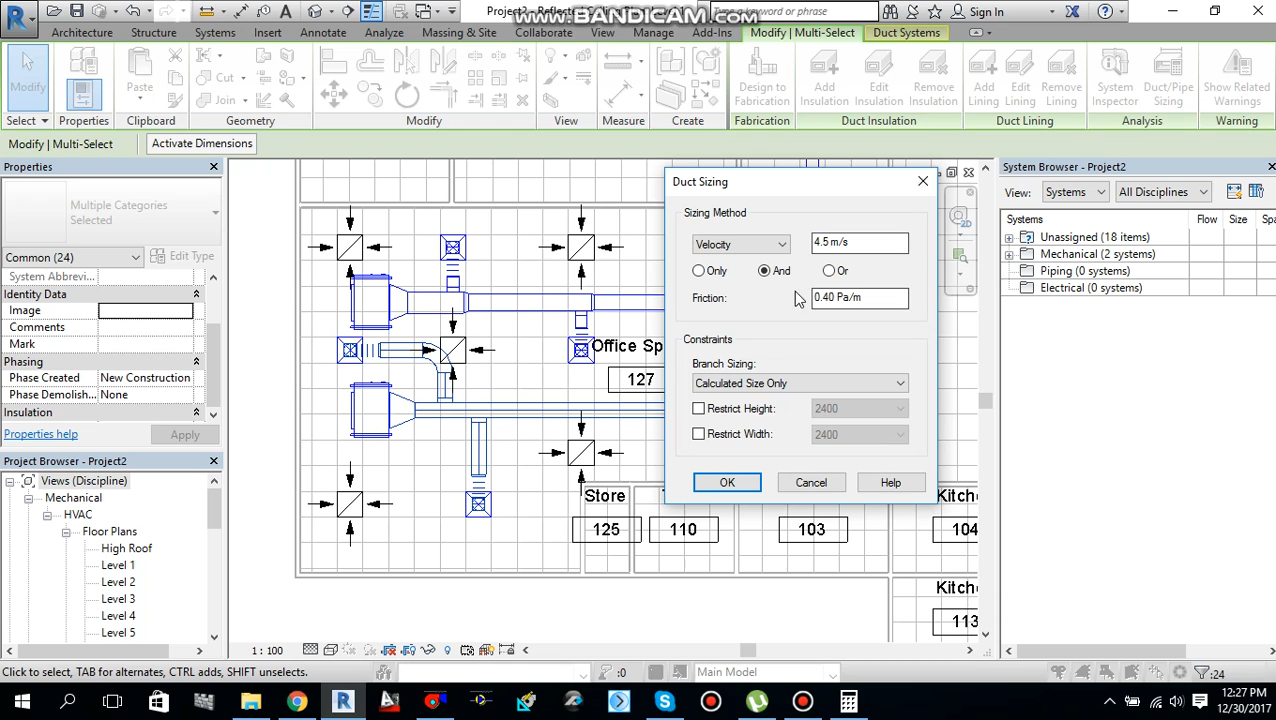 Project2 - Reflected Ceiling Pl
www.BANDICAM.com
Type a keyword or phrase
Sign In
Architecture Structure Systems Insert Annotate Analyze Massing & Site Collaborate View Manage Add-Ins Modify | Multi-Select Duct Systems
Modify
Paste
Cut
Join
Design to
Fabrication
Add
Insulation
Edit
Insulation
Remove
Insulation
Add
Lining
Edit
Lining
Remove
Lining
System
Inspector
Duct/Pipe
Sizing
Show Related
Warnings
Select Properties Clipboard Geometry Modify View Measure Create Fabrication Duct Insulation Duct Lining Analysis Warning
Modify | Multi-Select Activate Dimensions
Properties
Multiple Categories
Selected
Common (24) Edit Type
System Abbrevi...
Identity Data
Image
Comments
Mark
Phasing
Phase Created New Construction
Phase Demolish... None
Insulation
Properties help Apply
Project Browser - Project2
Views (Discipline)
Mechanical
HVAC
Floor Plans
High Roof
Level 1
Level 2
Level 3
Level 4
Level 5
Office Sp
127
Store
125
110
103
Kitche
104
Kitche
113
Duct Sizing
Sizing Method
Velocity 4.5 m/s
Only And Or
Friction: 0.40 Pa/m
Constraints
Branch Sizing:
Calculated Size Only
Restrict Height: 2400
Restrict Width: 2400
OK Cancel Help
System Browser - Project2
View: Systems All Disciplines
Systems Flow Size Sp
Unassigned (18 items)
Mechanical (2 systems)
Piping (0 systems)
Electrical (0 systems)
1 : 100
Click to select, TAB for alternates, CTRL adds, SHIFT unselects.
:0
Main Model
:24
12:27 PM
12/30/2017